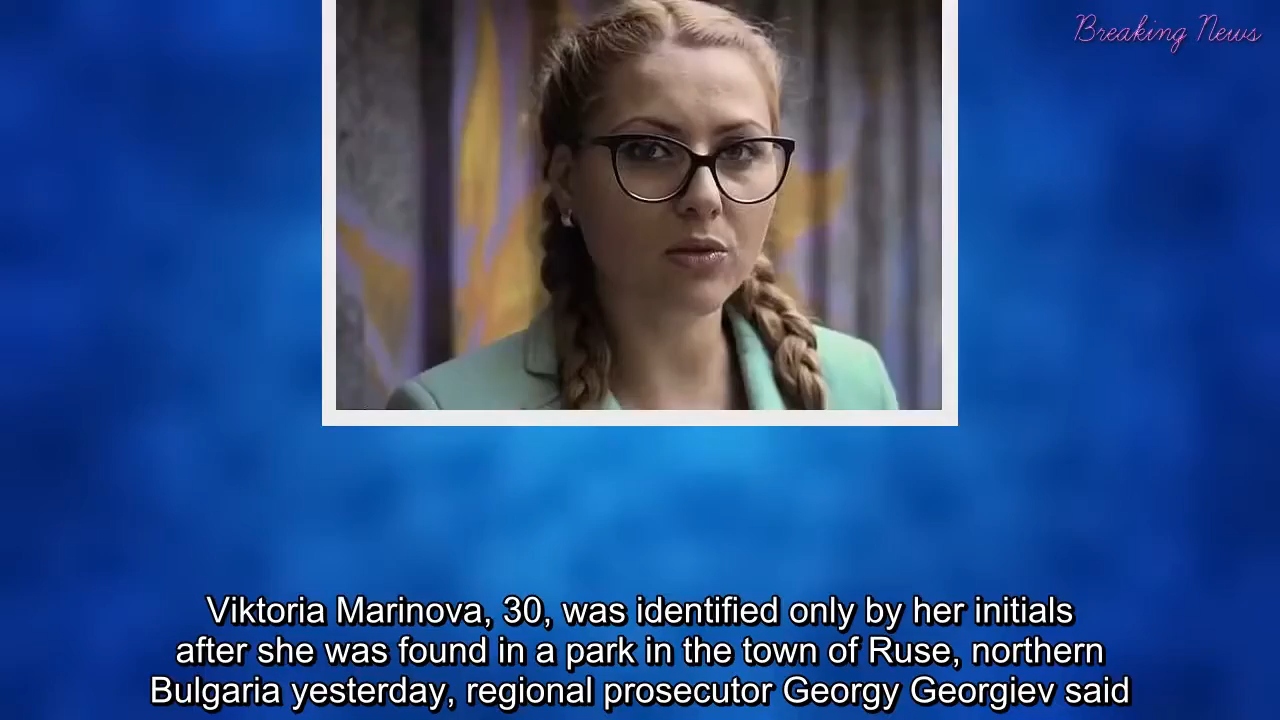 Breaking News
Viktoria Marinova, 30, was identified only by her initials
after she was found in a park in the town of Ruse, northern
Bulgaria yesterday, regional prosecutor Georgy Georgiev said